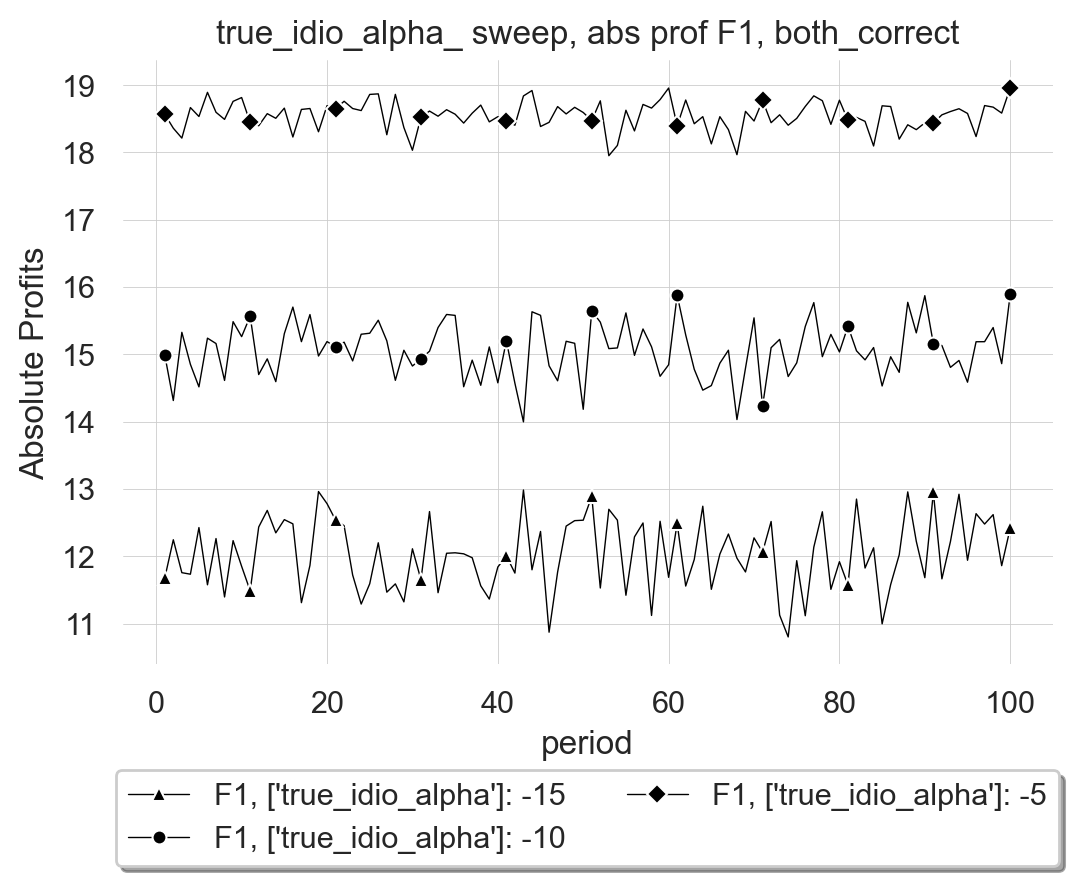 true_idio_alpha_ sweep, abs prof F1, both_correct
19
18
17
16
15
14
13
12
11
Absolute Profits
0 20 40 60 80 100
period
F1, ['true_idio_alpha']: -15
F1, ['true_idio_alpha']: -10
F1, ['true_idio_alpha']: -5